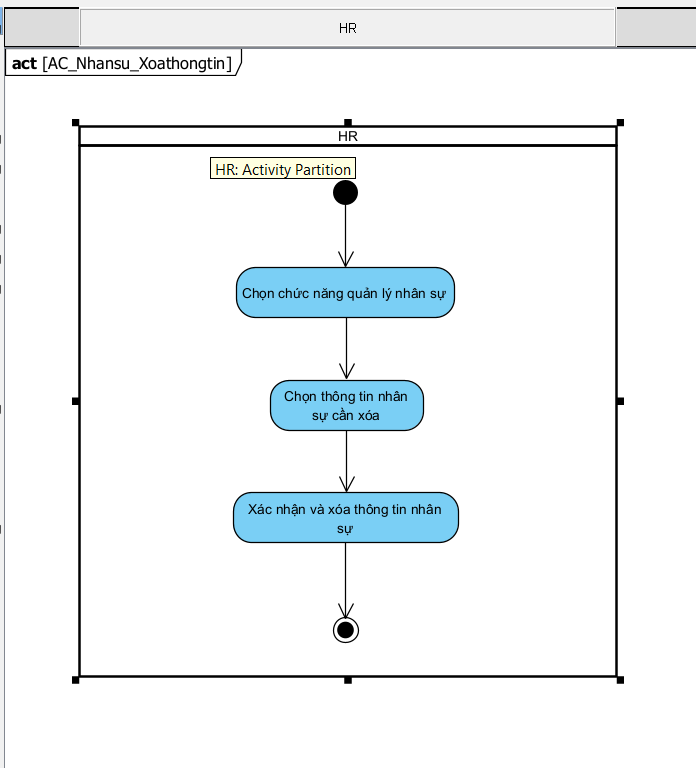 HR
act [AC_Nhansu_Xoathongtin]
HR
HR: Activity Partition
Chọn chức năng quản lý nhân sự
Chọn thông tin nhân
sự cần xóa
Xác nhận và xóa thông tin nhân
sự